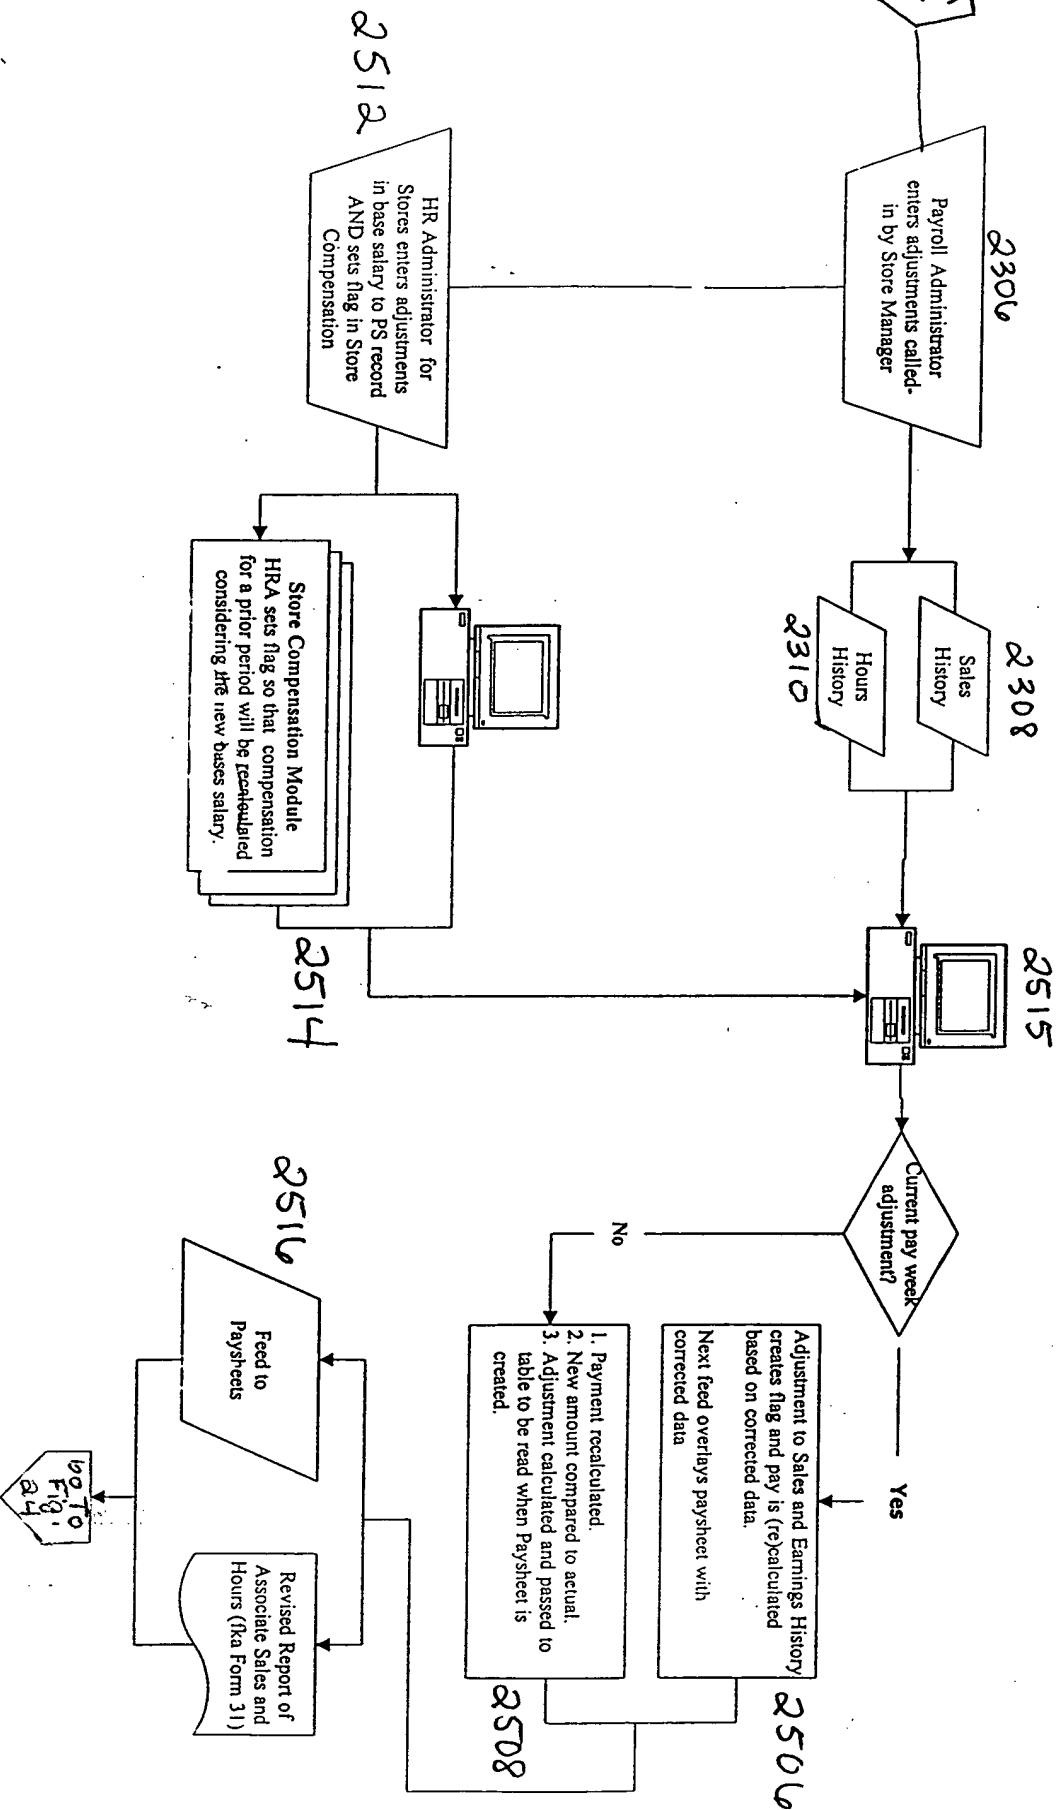 2306
Payroll Administrator
enters adjustments called-
in by Store Manager
2308
Sales
History
Hours
History
2310
2515
Current pay week
adjustment?
Yes
No
Adjustment to Sales and Earnings History
creates flag and pay is (re)calculated
based on corrected data.
Next feed overlays paysheet with
corrected data
2506
1. Payment recalculated.
2. New amount compared to actual.
3. Adjustment calculated and passed to
table to be read when Paysheet is
created.
2508
2512
HR Administrator for
Stores enters adjustments
in base salary to PS record
AND sets flag in Store
Compensation
Store Compensation Module
HRA sets flag so that compensation
for a prior period will be recalculated
considering the new bases salary.
2514
2516
Feed to
Paysheets
Revised Report of
Associate Sales and
Hours (fka Form 31)
Go To
Fig.
24